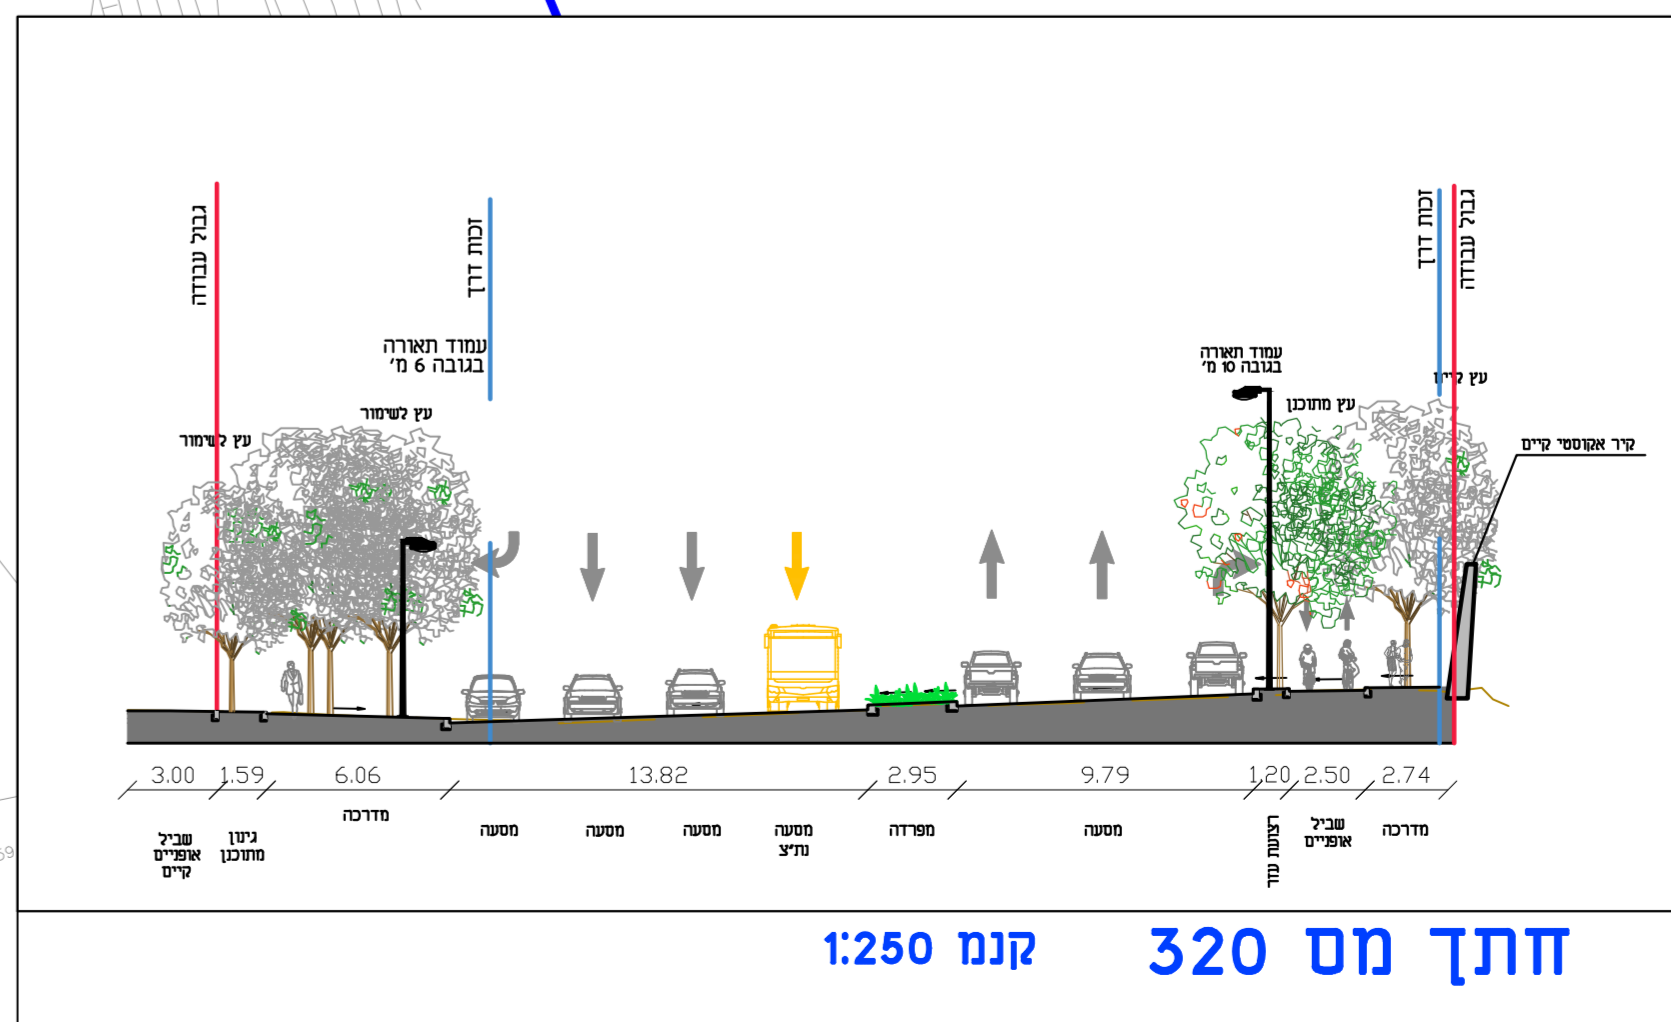 גבול עבודה
זכות דרך
זכות דרך
גבול עבודה
עמוד תאורה
בגובה 6 מ'
עמוד תאורה
בגובה 10 מ'
עץ קיים
עץ מתוכנן
עץ לשימור
עץ לשימור
קיר אקוסטי קיים
3.00 1.59 6.06 13.82 2.95 9.79 1.20 2.50 2.74
שביל
אופניים
קיים
גינון
מתוכנן
מדרכה
מסעה
מסעה
מסעה
מסעה
נת"צ
מפרדה
מסעה
רצועת עזר
שביל
אופניים
מדרכה
חתך מס 320 קנמ 1:250